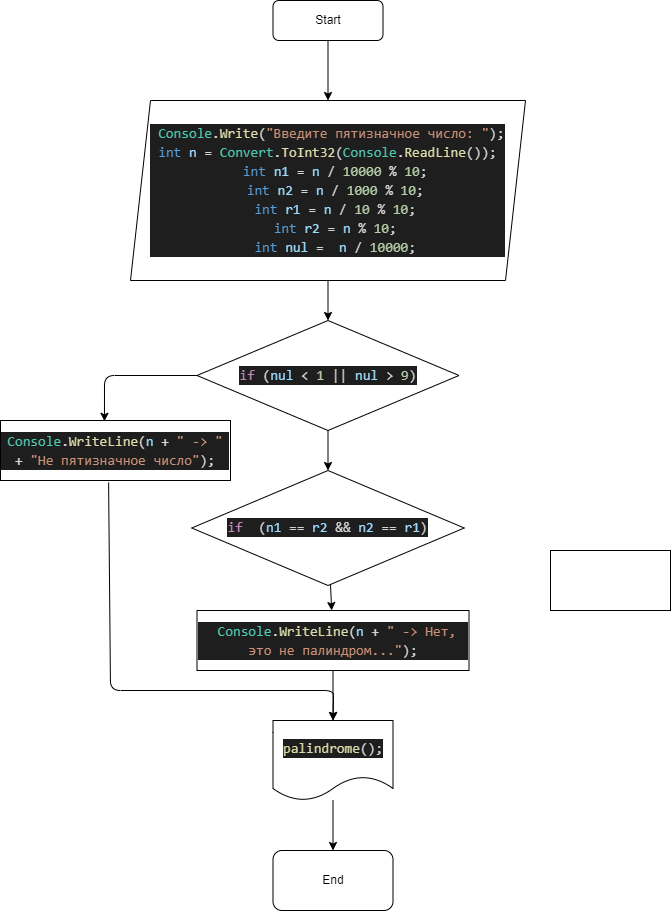 Start
Console.Write("Введите пятизначное число: ");
int n = Convert.ToInt32(Console.ReadLine());
int n1 = n / 10000 % 10;
int n2 = n / 1000 % 10;
int r1 = n / 10 % 10;
int r2 = n % 10;
int nul =  n / 10000;
if (nul < 1 || nul > 9)
Console.WriteLine(n + " -> "
+ "Не пятизначное число");
if  (n1 == r2 && n2 == r1)
Console.WriteLine(n + " -> Нет,
это не палиндром...");
palindrome();
End